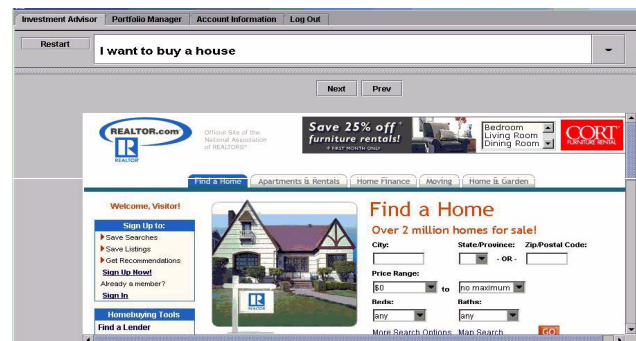 Investment Advisor Portfolio Manager Account Information Log Out
Restart
I want to buy a house
Next Prev
REALTOR.com
REALTOR
Official Site of the
National Association
of REALTORS®
Save 25% off*
furniture rentals!
* FIRST MONTH ONLY
Bedroom
Living Room
Dining Room
CORT
FURNITURE RENTAL
Find a Home Apartments & Rentals Home Finance Moving Home & Garden
Welcome, Visitor!
Sign Up to:
Save Searches
Save Listings
Get Recommendations
Sign Up Now!
Already a member?
Sign In
Homebuying Tools
Find a Lender
REALTOR
Find a Home
Over 2 million homes for sale!
City: State/Province: Zip/Postal Code:
- OR -
Price Range:
$0 to no maximum
Beds: Baths:
any any
More Search Options Map Search GO